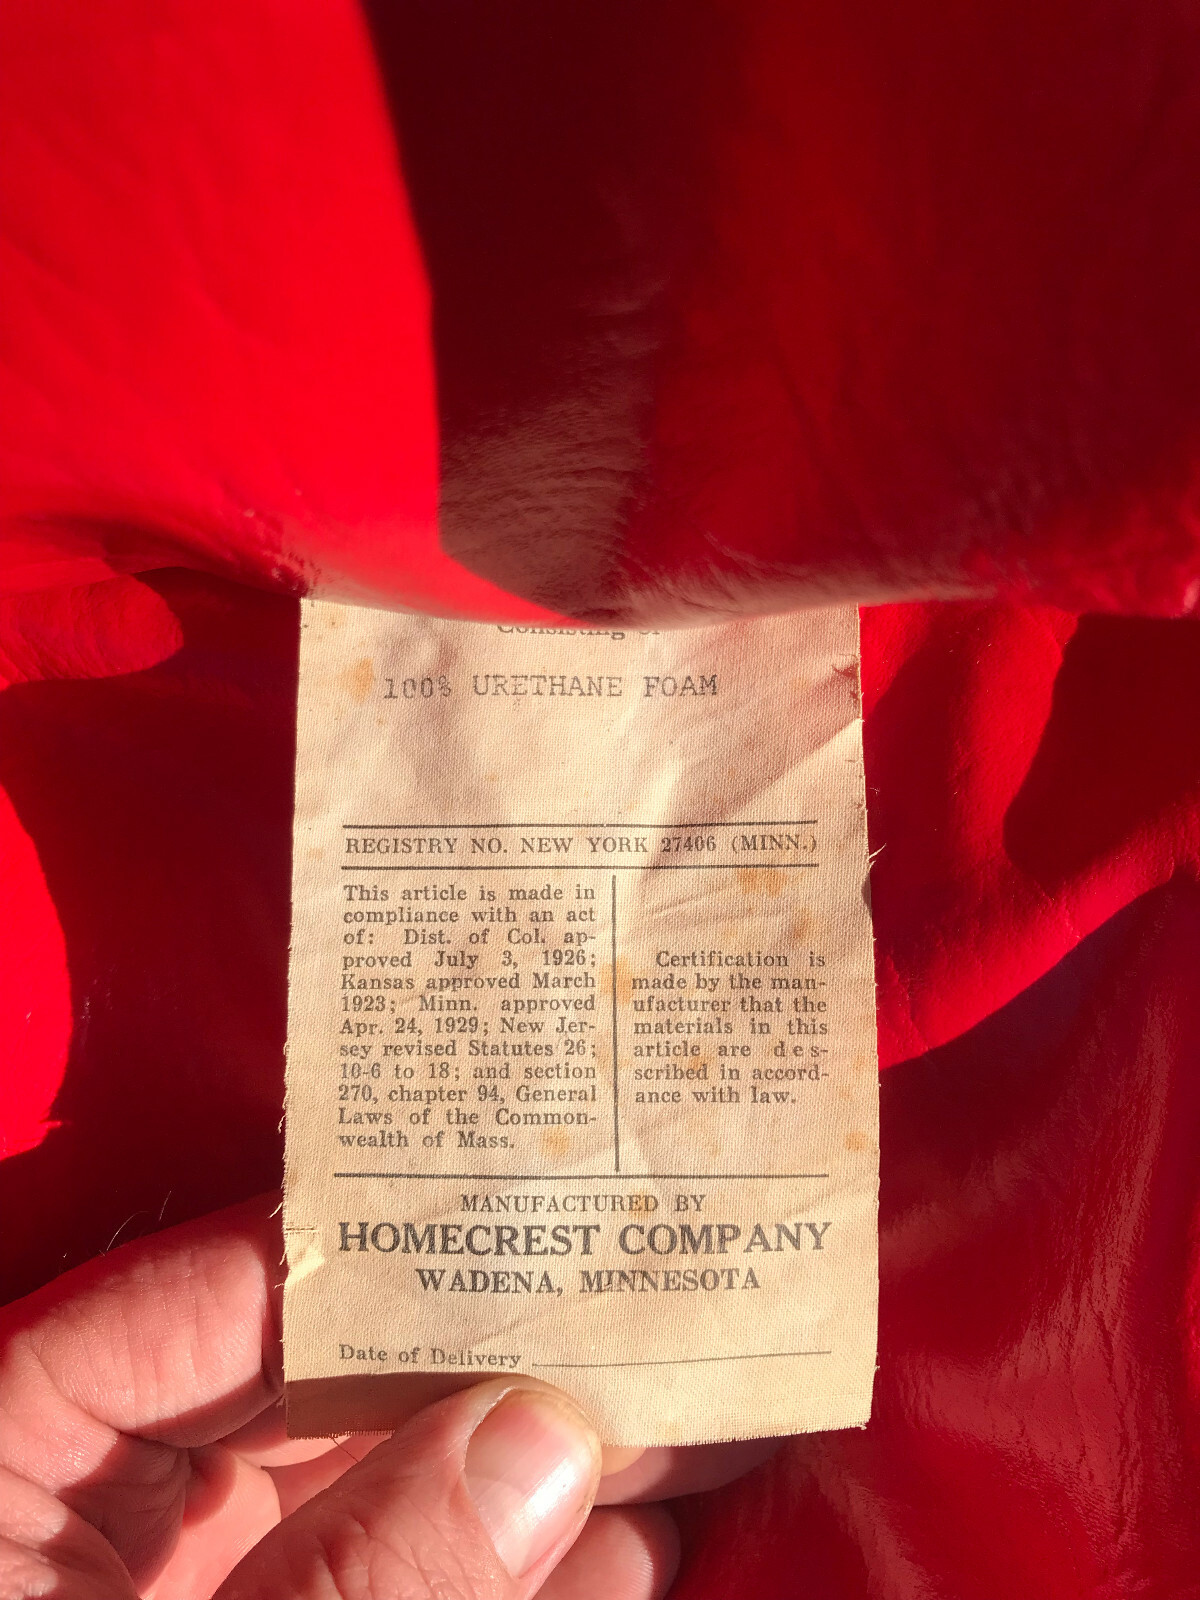 Consisting of
100% URETHANE FOAM
REGISTRY NO. NEW YORK 27406 (MINN.)
This article is made in
compliance with an act
of: Dist. of Col. ap-
proved July 3, 1926;
Kansas approved March
1923; Minn. approved
Apr. 24, 1929; New Jer-
sey revised Statutes 26;
10-6 to 18; and section
270, chapter 94, General
Laws of the Common-
wealth of Mass.
Certification is
made by the man-
ufacturer that the
materials in this
article are des-
scribed in accord-
ance with law.
MANUFACTURED BY
HOMECREST COMPANY
WADENA, MINNESOTA
Date of Delivery